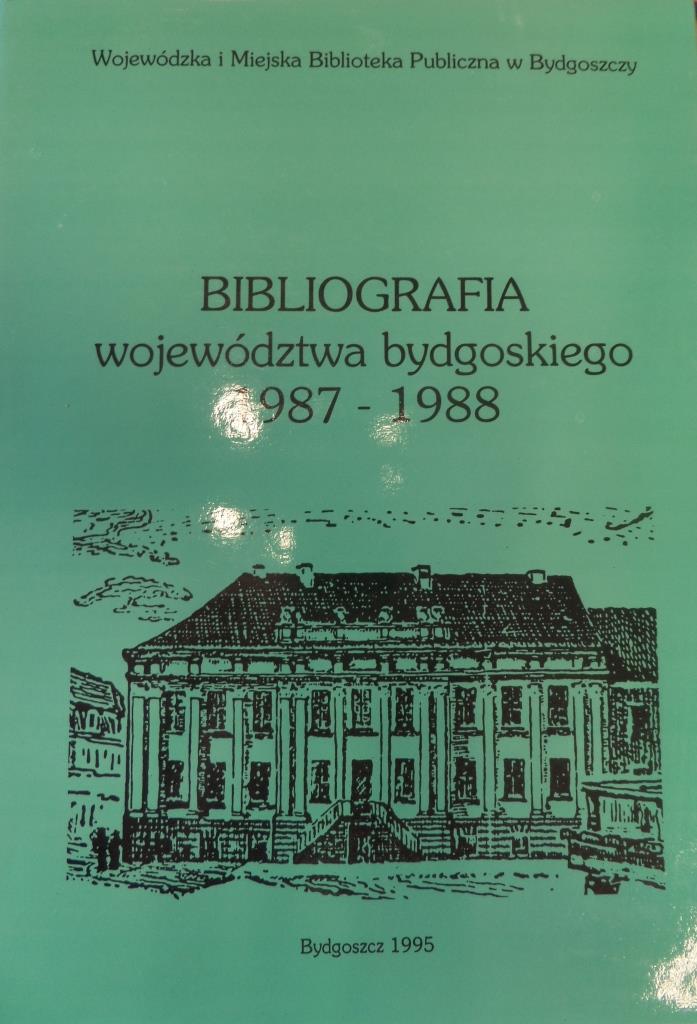 Wojewódzka i Miejska Biblioteka Publiczna w Bydgoszczy
BIBLIOGRAFIA
województwa bydgoskiego
1987 - 1988
Bydgoszcz 1995